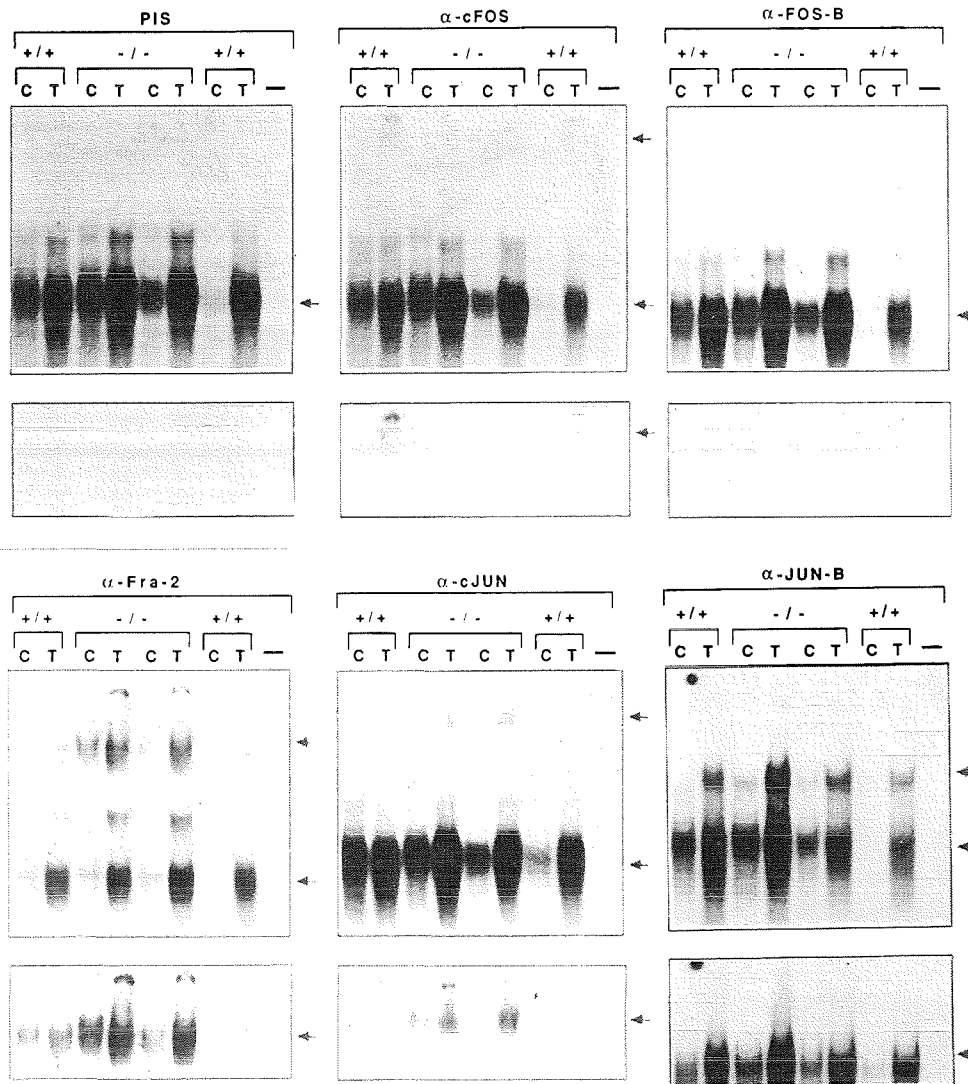 PIS
+/+ -/- +/+
C T C T C T C T —
α-cFOS
+/+ -/- +/+
C T C T C T C T —
α-FOS-B
+/+ -/- +/+
C T C T C T C T —
α-Fra-2
+/+ -/- +/+
C T C T C T C T —
α-cJUN
+/+ -/- +/+
C T C T C T C T —
α-JUN-B
+/+ -/- +/+
C T C T C T C T —